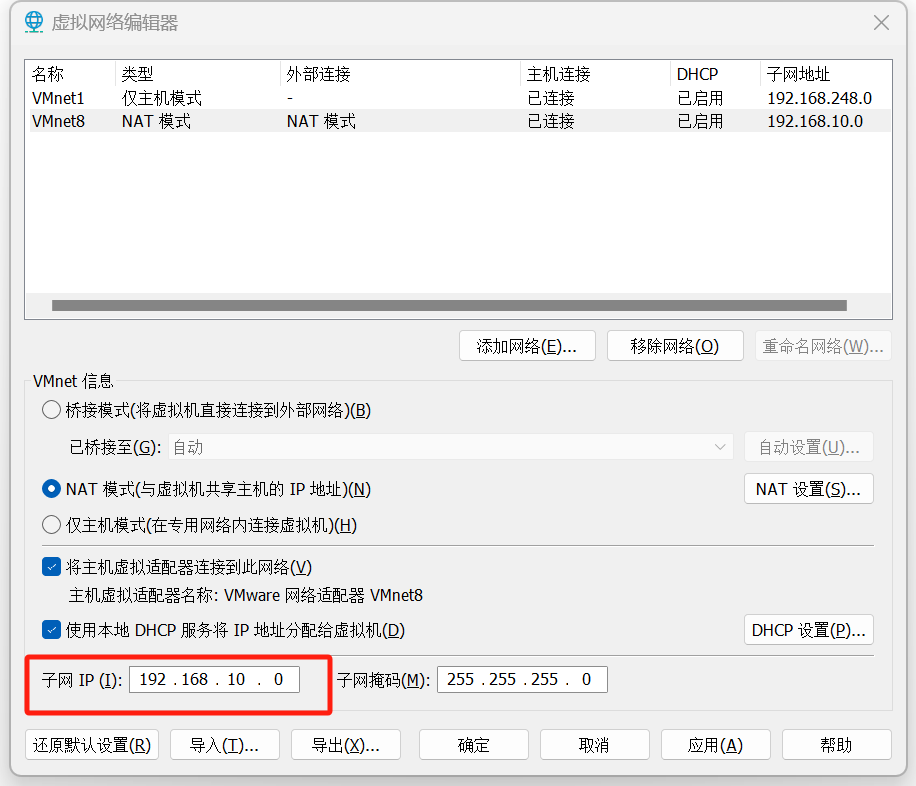 虚拟网络编辑器
名称 类型 外部连接 主机连接 DHCP 子网地址
VMnet1 仅主机模式 - 已连接 已启用 192.168.248.0
VMnet8 NAT 模式 NAT 模式 已连接 已启用 192.168.10.0
添加网络(E)... 移除网络(O) 重命名网络(W)...
VMnet 信息
桥接模式(将虚拟机直接连接到外部网络)(B)
已桥接至(G): 自动 自动设置(U)...
NAT 模式(与虚拟机共享主机的 IP 地址)(N) NAT 设置(S)...
仅主机模式(在专用网络内连接虚拟机)(H)
将主机虚拟适配器连接到此网络(V)
主机虚拟适配器名称: VMware 网络适配器 VMnet8
使用本地 DHCP 服务将 IP 地址分配给虚拟机(D) DHCP 设置(P)...
子网 IP (I): 192 . 168 . 10 . 0 子网掩码(M): 255 . 255 . 255 . 0
还原默认设置(R) 导入(T)... 导出(X)... 确定 取消 应用(A) 帮助